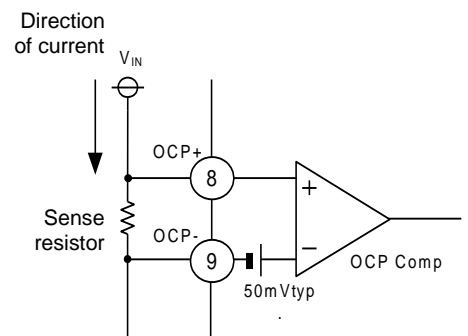 Direction
of current
VIN
OCP+
8
+
Sense
resistor
OCP-
9
−
50mVtyp
OCP Comp